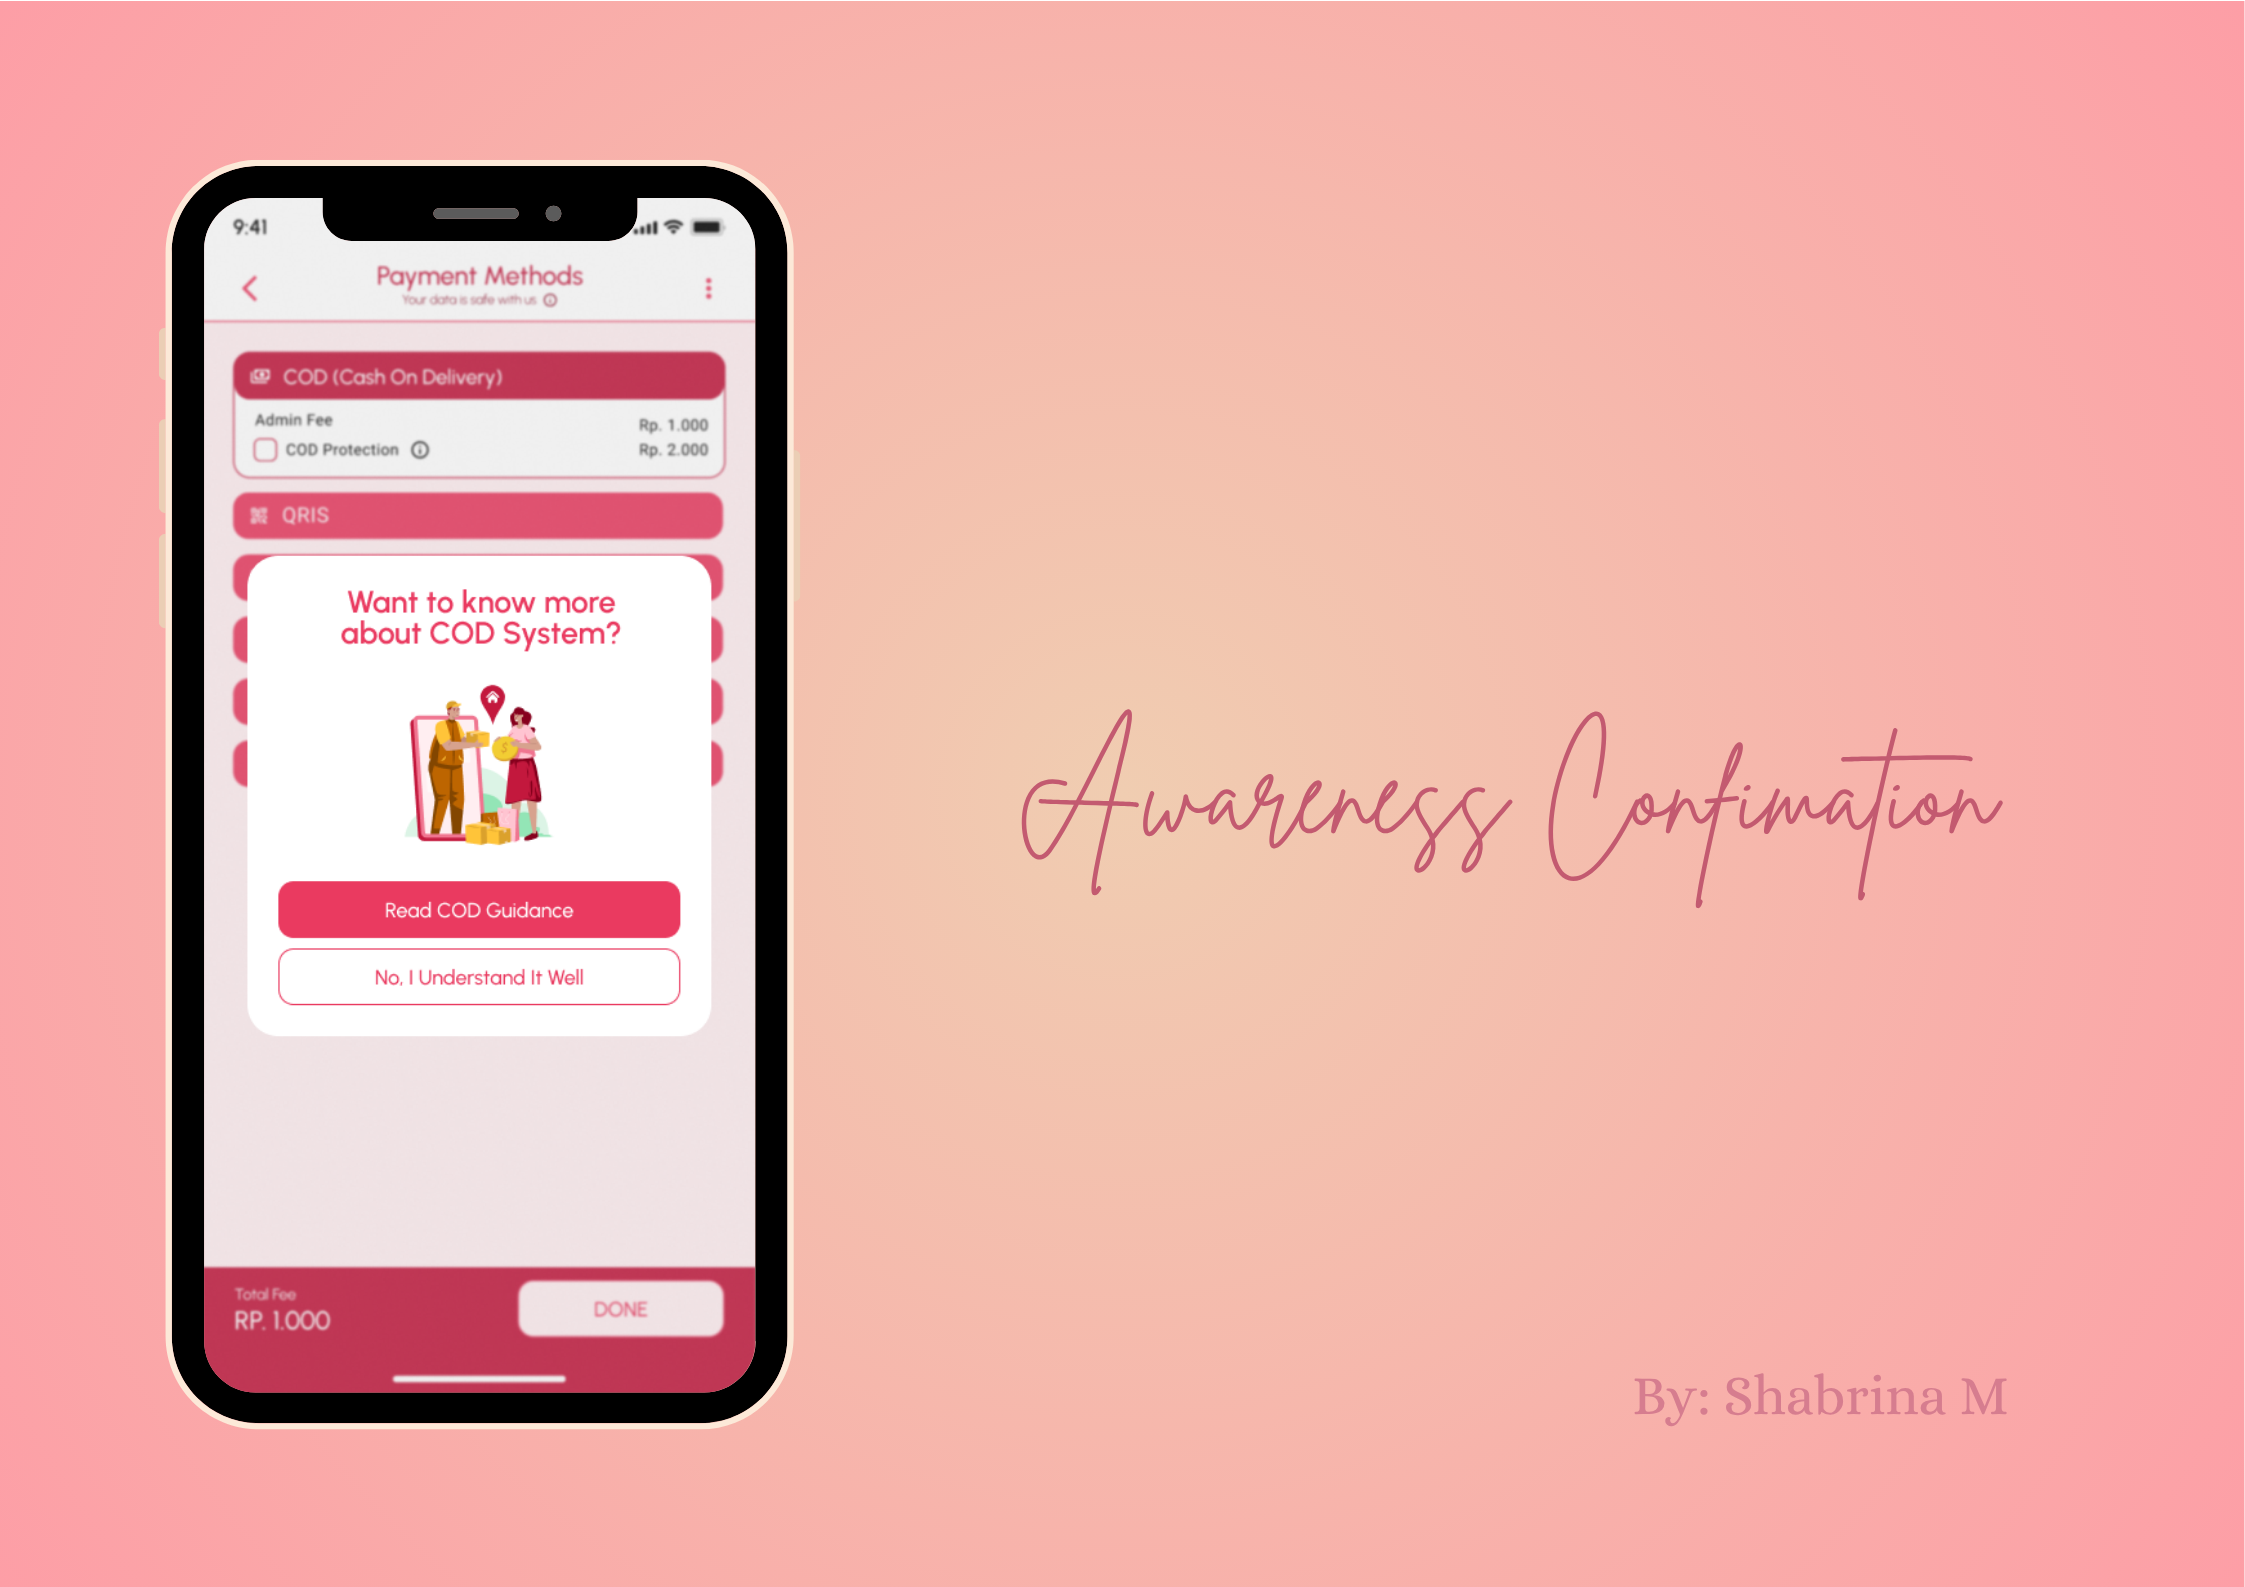 9:41
Payment Methods
Your data is safe with us
COD (Cash On Delivery)
Admin Fee
Rp. 1.000
COD Protection
Rp. 2.000
QRIS
Want to know more
about COD System?
$
Read COD Guidance
No, I Understand It Well
Total Fee
RP. 1.000
DONE
Awareness Confimation
By: Shabrina M